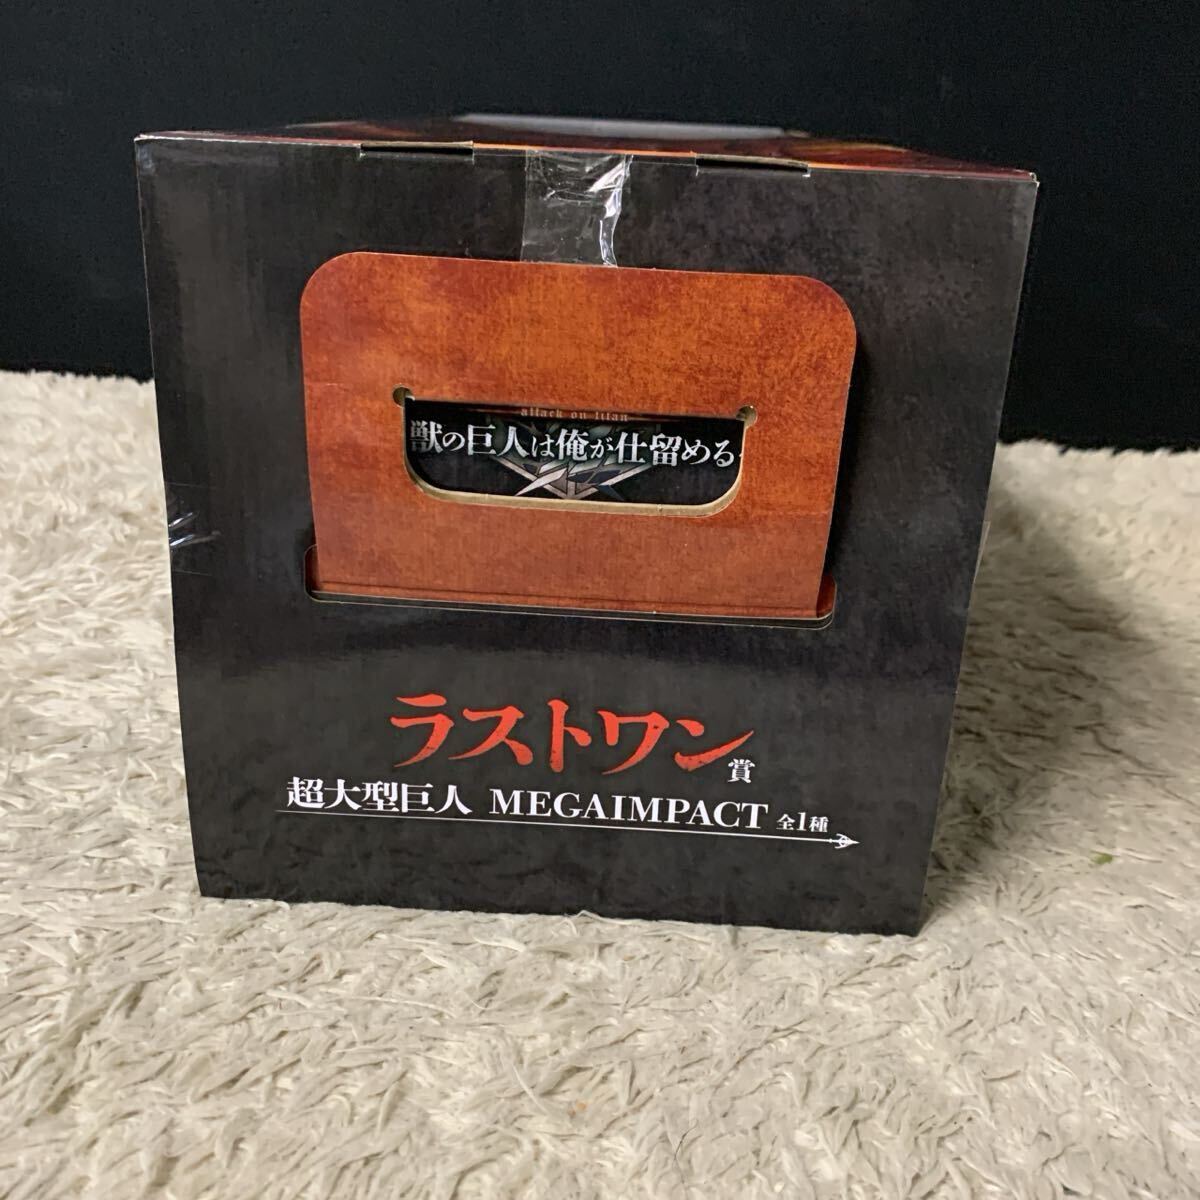 attack on titan
獣の巨人は俺が仕留める
ラストワン賞
超大型巨人 MEGAIMPACT 全1種